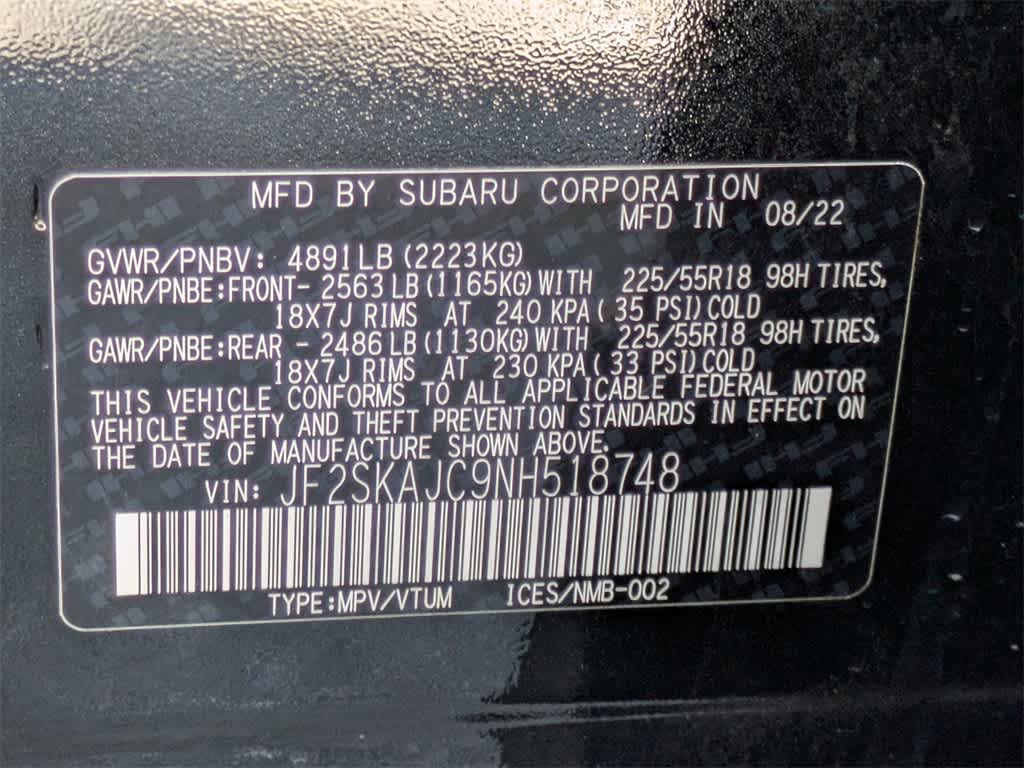 MFD BY SUBARU CORPORATION
MFD IN 08/22
GVWR/PNBV: 4891LB (2223KG)
GAWR/PNBE:FRONT- 2563 LB (1165KG) WITH 225/55R18 98H TIRES,
18X7J RIMS AT 240 KPA ( 35 PSI) COLD
GAWR/PNBE:REAR - 2486 LB (1130KG) WITH 225/55R18 98H TIRES,
18X7J RIMS AT 230 KPA ( 33 PSI) COLD
THIS VEHICLE CONFORMS TO ALL APPLICABLE FEDERAL MOTOR
VEHICLE SAFETY AND THEFT PREVENTION STANDARDS IN EFFECT ON
THE DATE OF MANUFACTURE SHOWN ABOVE.
VIN: JF2SKAJC9NH518748
TYPE:MPV/VTUM ICES/NMB-002